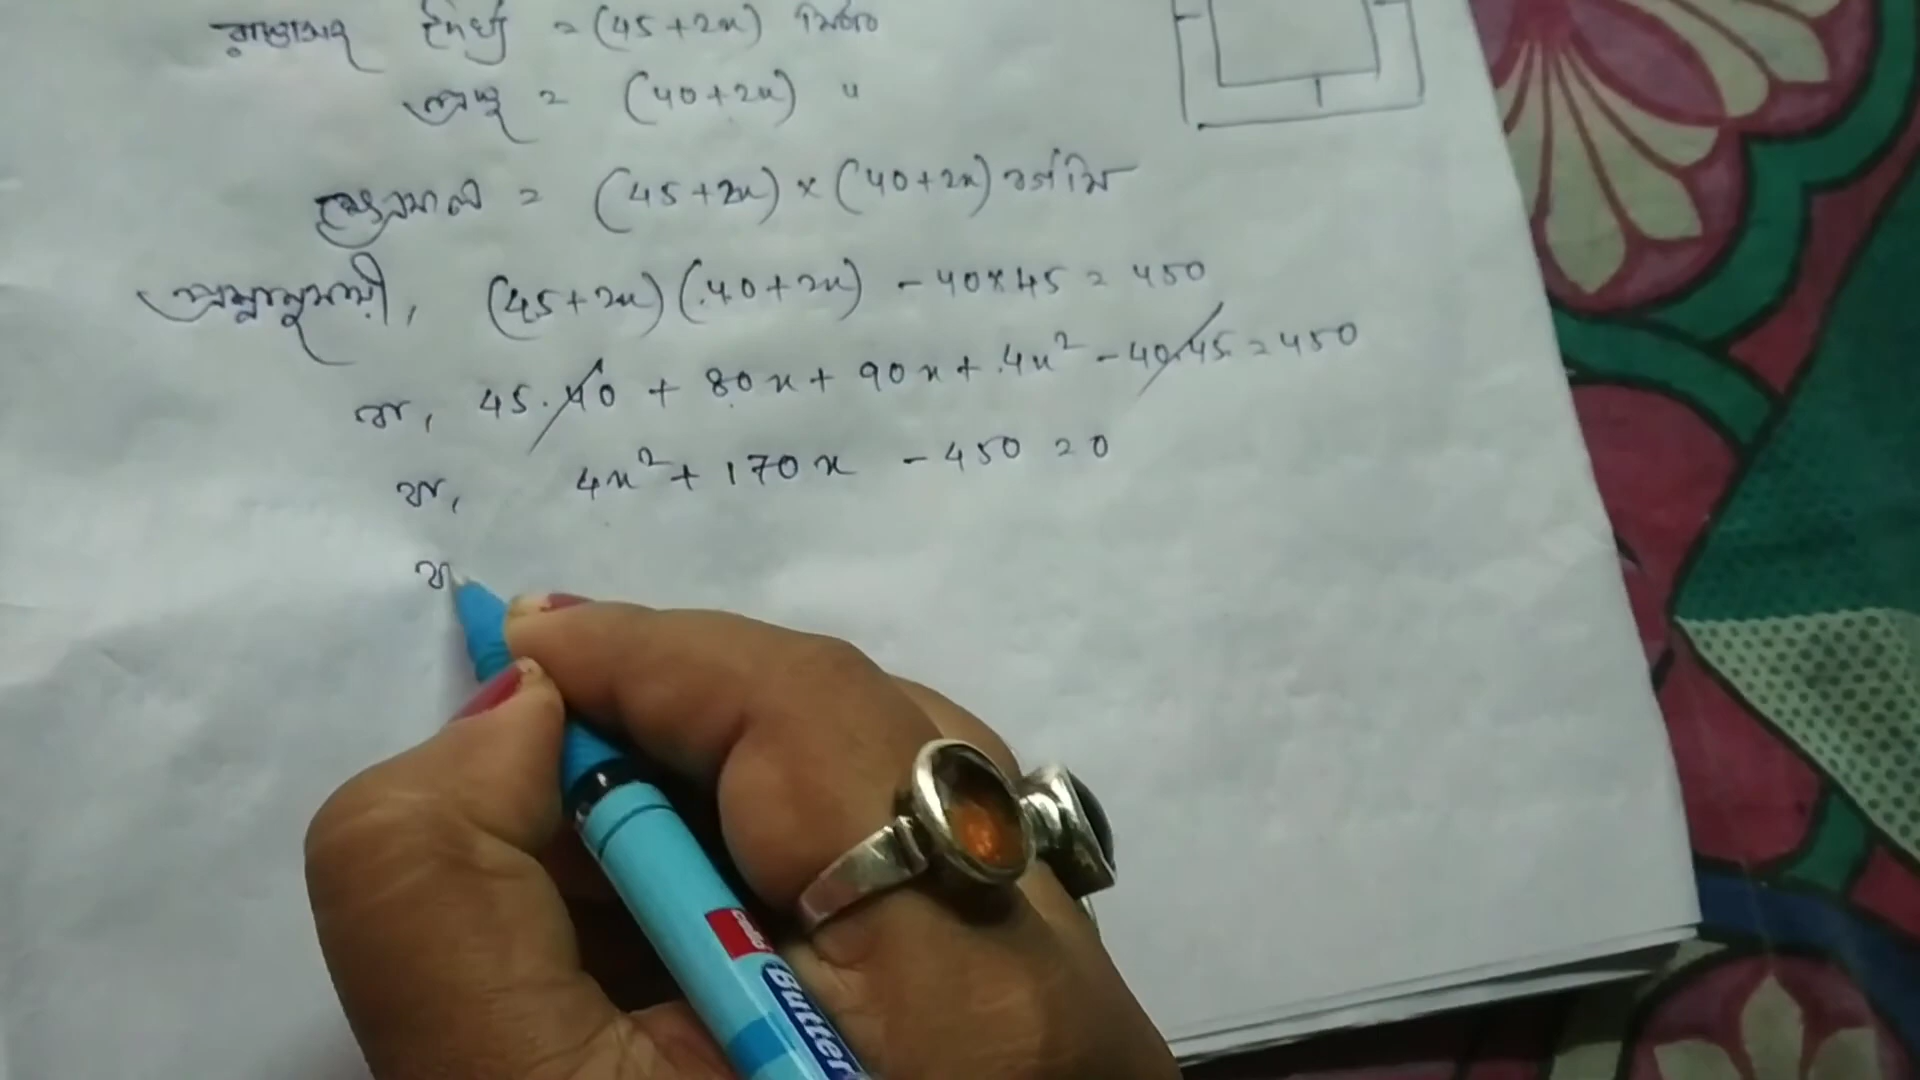 রাস্তাসহ দৈর্ঘ্য = (45+2x) মিটার
প্রস্থ = (40+2x) "
ক্ষেত্রফল = (45+2x) × (40+2x) বর্গমি
প্রশ্নানুযায়ী, (45+2x) (40+2x) - 40×45 = 450
বা, 45.40 + 80x + 90x + 4x² - 40.45 = 450
বা, 4x² + 170x - 450 = 0
বা
Butter